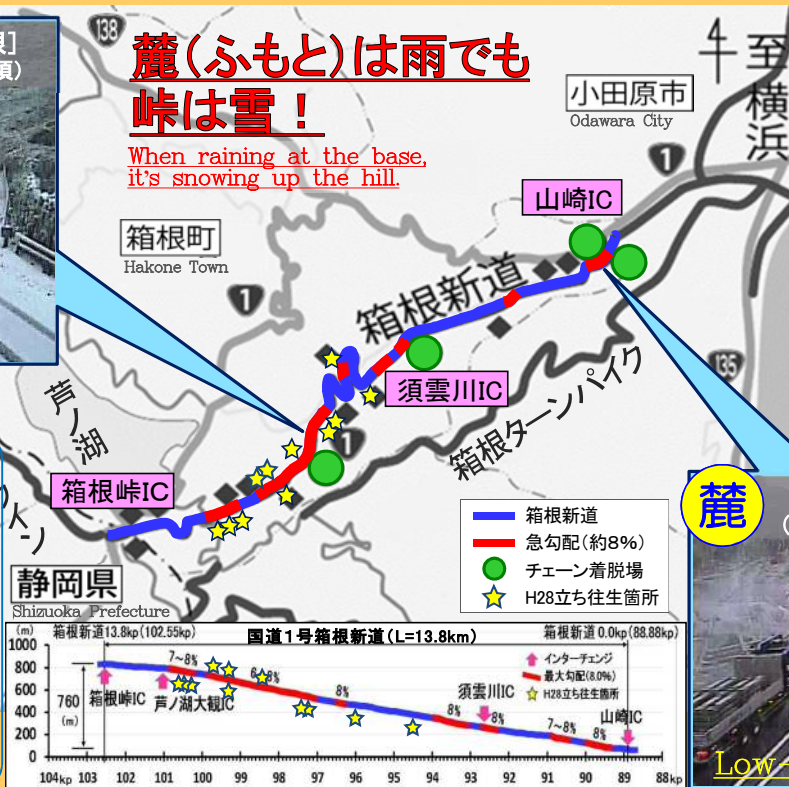 麓(ふもと)は雨でも
峠は雪！
When raining at the base,
it's snowing up the hill.
138
至横浜
小田原市
Odawara City
1
山崎IC
箱根町
Hakone Town
1
箱根新道
135
須雲川IC
箱根ターンパイク
芦ノ湖
1
箱根峠IC
麓
静岡県
Shizuoka Prefecture
箱根新道
急勾配(約8%)
チェーン着脱場
H28立ち往生箇所
Low-
(m)
箱根新道13.8kp(102.55kp)
国道1号箱根新道(L=13.8km)
箱根新道0.0kp(88.88kp)
1000
800
600
400
200
0
760
(m)
箱根峠IC
芦ノ湖大観IC
7～8%
8%
8%
須雲川IC
8%
7～8%
8%
山崎IC
インターチェンジ
最大勾配(8.0%)
H28立ち往生箇所
104kp 103 102 101 100 99 98 97 96 95 94 93 92 91 90 89 88kp